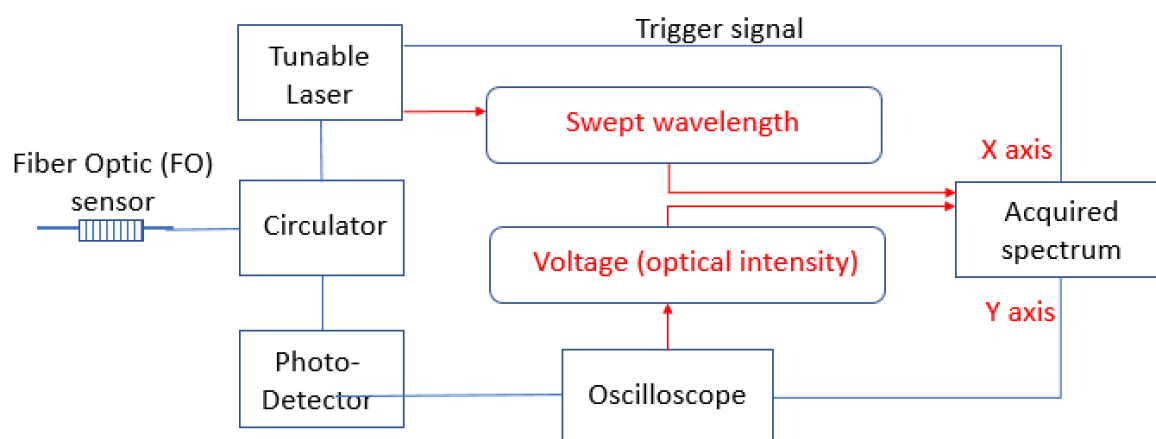 Trigger signal
Tunable
Laser
Swept wavelength
X axis
Fiber Optic (FO)
sensor
Circulator
Acquired
spectrum
Voltage (optical intensity)
Y axis
Photo-
Detector
Oscilloscope